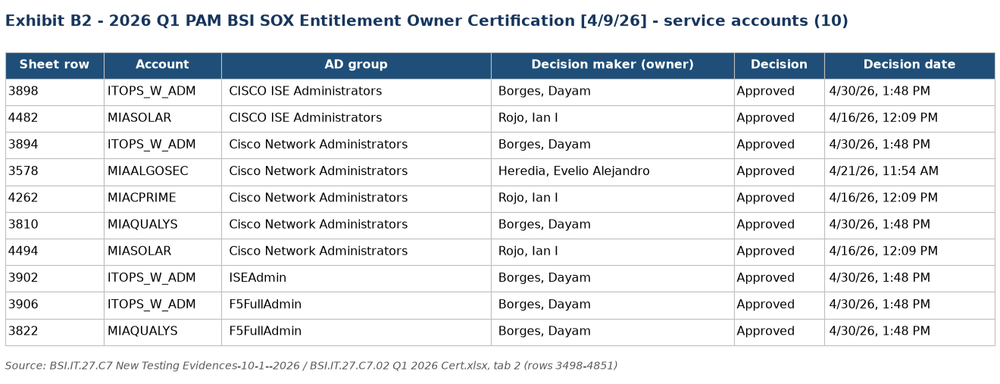 Exhibit B2 - 2026 Q1 PAM BSI SOX Entitlement Owner Certification [4/9/26] - service accounts (10)
Sheet row Account AD group Decision maker (owner) Decision Decision date
3898 ITOPS_W_ADM CISCO ISE Administrators Borges, Dayam Approved 4/30/26, 1:48 PM
4482 MIASOLAR CISCO ISE Administrators Rojo, Ian I Approved 4/16/26, 12:09 PM
3894 ITOPS_W_ADM Cisco Network Administrators Borges, Dayam Approved 4/30/26, 1:48 PM
3578 MIAALGOSEC Cisco Network Administrators Heredia, Evelio Alejandro Approved 4/21/26, 11:54 AM
4262 MIACPRIME Cisco Network Administrators Rojo, Ian I Approved 4/16/26, 12:09 PM
3810 MIAQUALYS Cisco Network Administrators Borges, Dayam Approved 4/30/26, 1:48 PM
4494 MIASOLAR Cisco Network Administrators Rojo, Ian I Approved 4/16/26, 12:09 PM
3902 ITOPS_W_ADM ISEAdmin Borges, Dayam Approved 4/30/26, 1:48 PM
3906 ITOPS_W_ADM F5FullAdmin Borges, Dayam Approved 4/30/26, 1:48 PM
3822 MIAQUALYS F5FullAdmin Borges, Dayam Approved 4/30/26, 1:48 PM
Source: BSI.IT.27.C7 New Testing Evidences-10-1--2026 / BSI.IT.27.C7.02 Q1 2026 Cert.xlsx, tab 2 (rows 3498-4851)